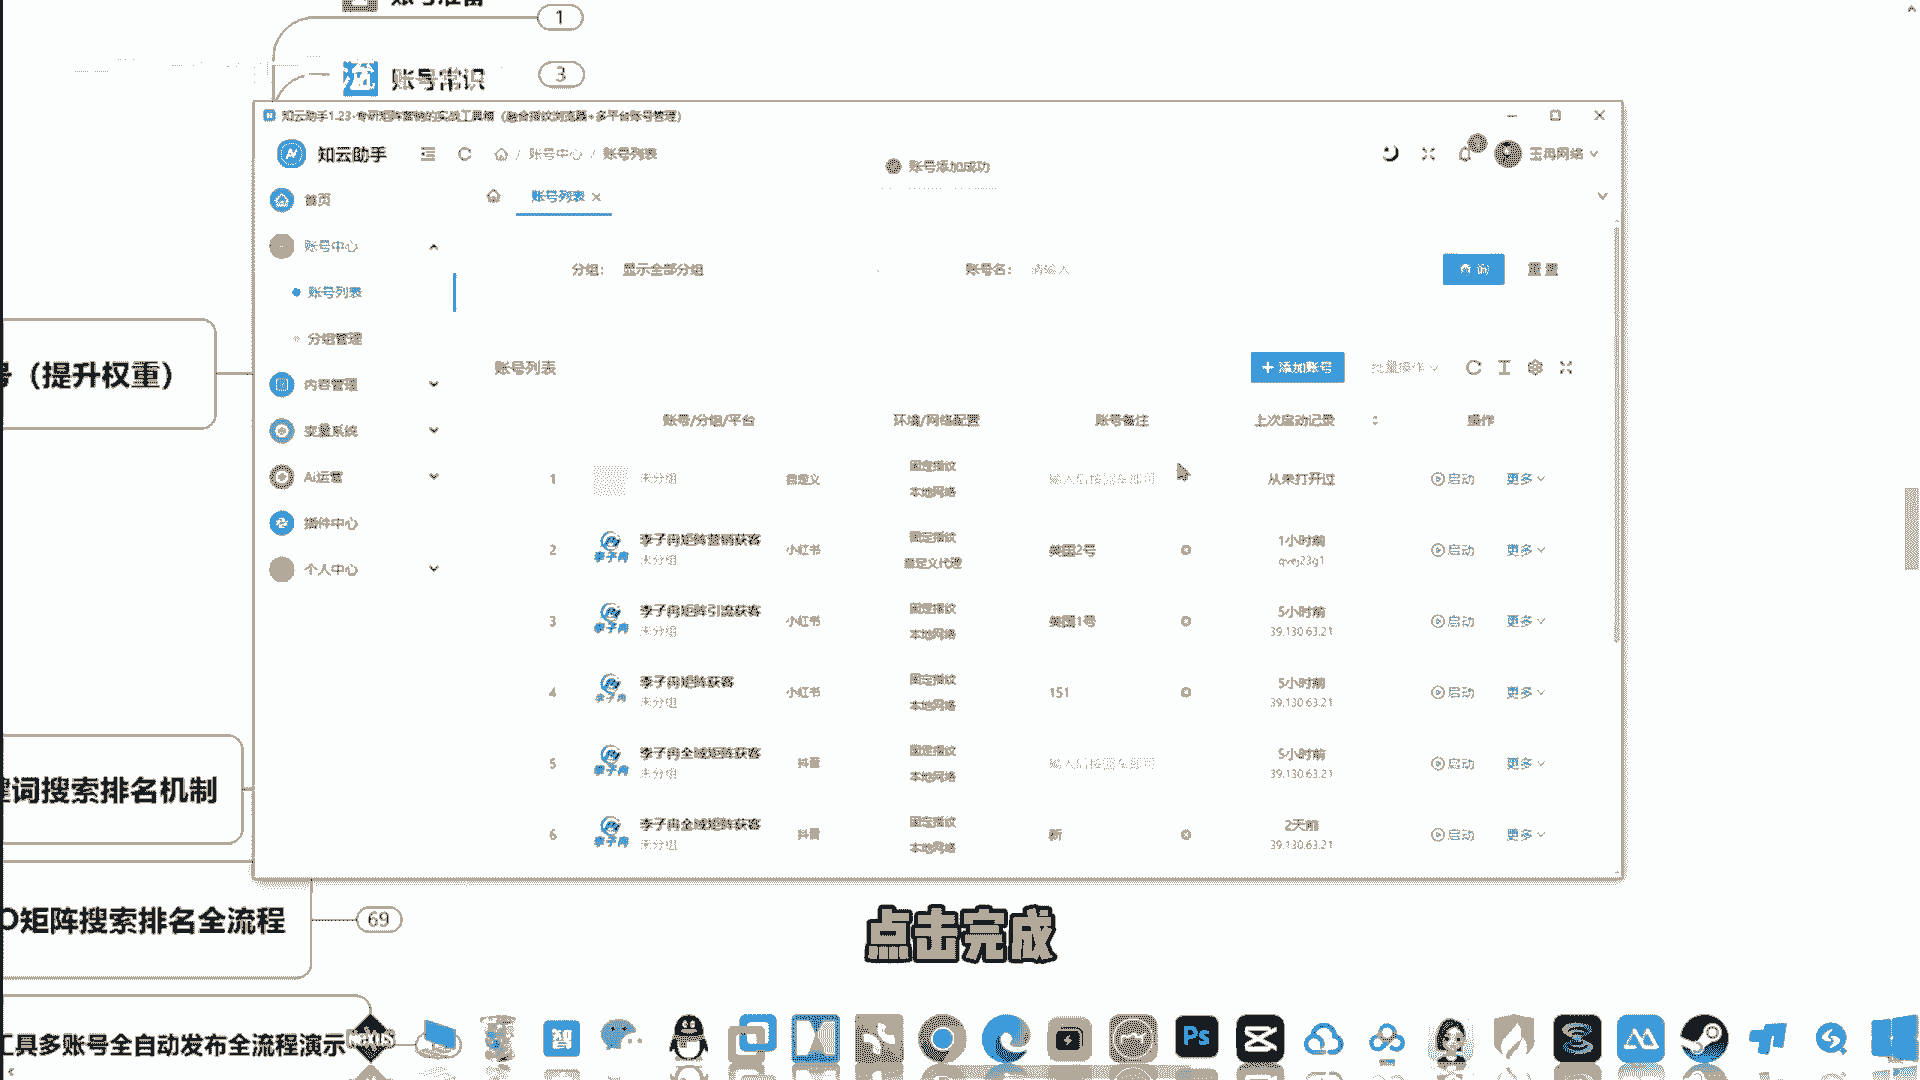 1
账号常识
3
知云助手1.23-专研矩阵营销的实战工具箱（融合指纹浏览器+多平台账号管理）
知云助手
/ 账号中心 / 账号列表
账号添加成功
玉冉网络
首页
账号列表
账号中心
分组：
显示全部分组
账号名：
请输入
查 询
重 置
账号列表
分组管理
号（提升权重）
账号列表
+ 添加账号
批量操作
内容管理
账号/分组/平台
环境/网络配置
账号备注
上次启动记录
操作
变量系统
Ai运营
插件中心
个人中心
1
未分组
自定义
固定指纹
本地网络
输入后按回车即可
从未打开过
启动
更多
2
李子冉矩阵营销获客
未分组
小红书
固定指纹
自定义代理
美国2号
1小时前
qvej23g1
启动
更多
3
李子冉矩阵引流获客
未分组
小红书
固定指纹
本地网络
美国1号
5小时前
39.130.63.21
启动
更多
4
李子冉矩阵获客
未分组
小红书
固定指纹
本地网络
151
5小时前
39.130.63.21
启动
更多
5
李子冉全域矩阵获客
未分组
抖音
固定指纹
本地网络
输入后按回车即可
5小时前
39.130.63.21
启动
更多
6
李子冉全域矩阵获客
未分组
抖音
固定指纹
本地网络
新
2天前
39.130.63.21
启动
更多
键词搜索排名机制
O矩阵搜索排名全流程
69
点击完成
工具多账号全自动发布全流程演示
Nexus
智
Ps